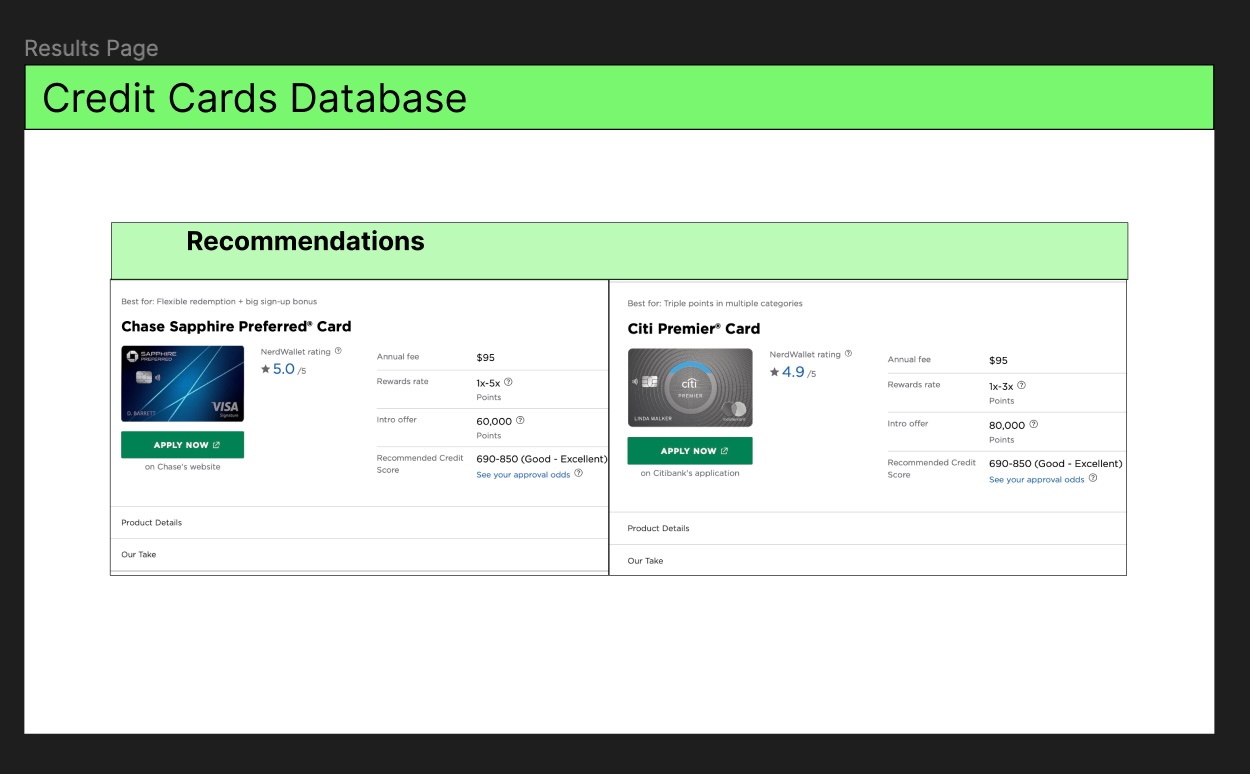 Results Page
Credit Cards Database
Recommendations
Best for: Flexible redemption + big sign-up bonus
Chase Sapphire Preferred® Card
SAPPHIRE
PREFERRED
D. BARRETT
VISA
Signature
APPLY NOW
on Chase's website
NerdWallet rating
5.0 /5
Annual fee
$95
Rewards rate
1x-5x
Points
Intro offer
60,000
Points
Recommended Credit
Score
690-850 (Good - Excellent)
See your approval odds
Product Details
Our Take
Best for: Triple points in multiple categories
Citi Premier® Card
citi
PREMIER
LINDA WALKER
APPLY NOW
on Citibank's application
NerdWallet rating
4.9 /5
Annual fee
$95
Rewards rate
1x-3x
Points
Intro offer
80,000
Points
Recommended Credit
Score
690-850 (Good - Excellent)
See your approval odds
Product Details
Our Take